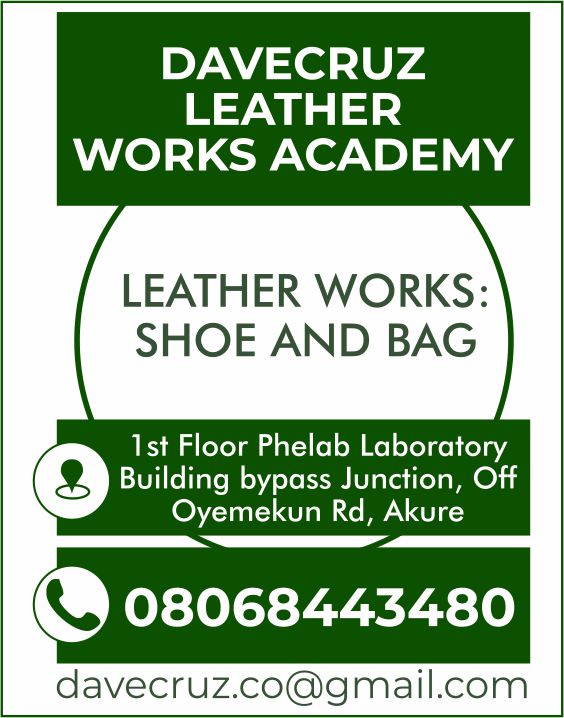 DAVECRUZ
LEATHER
WORKS ACADEMY
LEATHER WORKS:
SHOE AND BAG
1st Floor Phelab Laboratory
Building bypass Junction, Off
Oyemekun Rd, Akure
08068443480
davecruz.co@gmail.com